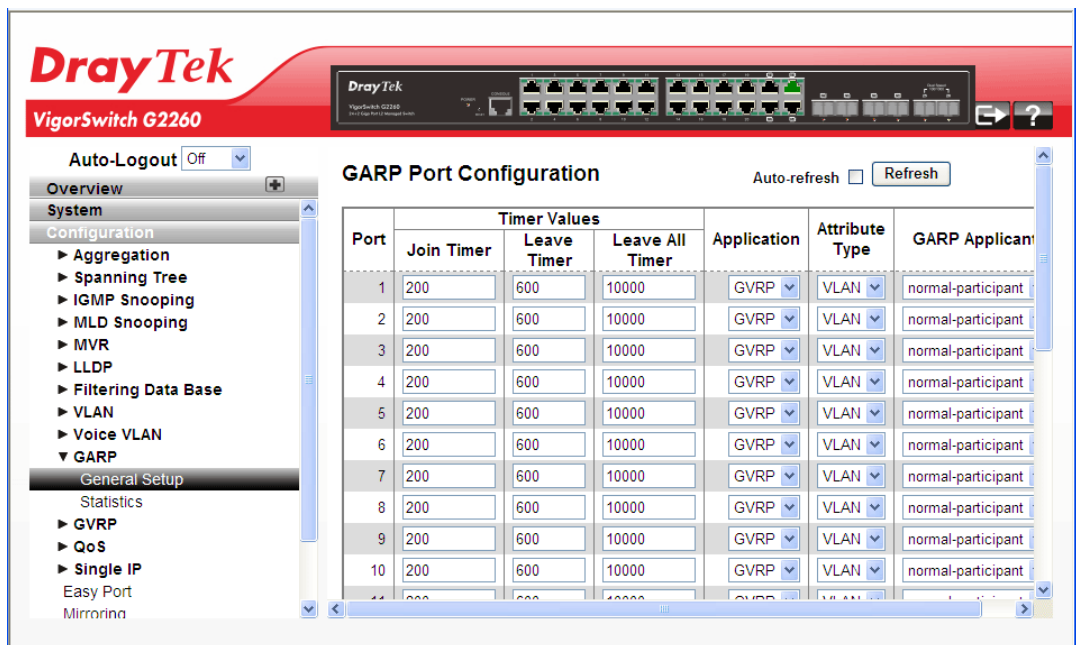 DrayTek
VigorSwitch G2260
DrayTek
VigorSwitch G2260
Auto-Logout Off
Overview
System
Configuration
Aggregation
Spanning Tree
IGMP Snooping
MLD Snooping
MVR
LLDP
Filtering Data Base
VLAN
Voice VLAN
GARP
General Setup
Statistics
GVRP
QoS
Single IP
Easy Port
Mirroring
GARP Port Configuration
Auto-refresh Refresh
Port Timer Values Application Attribute Type GARP Applicant
Join Timer Leave Timer Leave All Timer
1 200 600 10000 GVRP VLAN normal-participant
2 200 600 10000 GVRP VLAN normal-participant
3 200 600 10000 GVRP VLAN normal-participant
4 200 600 10000 GVRP VLAN normal-participant
5 200 600 10000 GVRP VLAN normal-participant
6 200 600 10000 GVRP VLAN normal-participant
7 200 600 10000 GVRP VLAN normal-participant
8 200 600 10000 GVRP VLAN normal-participant
9 200 600 10000 GVRP VLAN normal-participant
10 200 600 10000 GVRP VLAN normal-participant